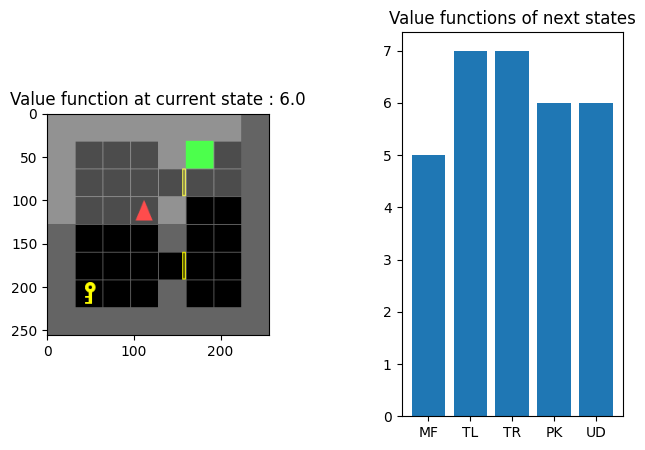 Value functions of next states
Value function at current state : 6.0
0
50
100
150
200
250
0
100
200
7
6
5
4
3
2
1
0
MF
TL
TR
PK
UD